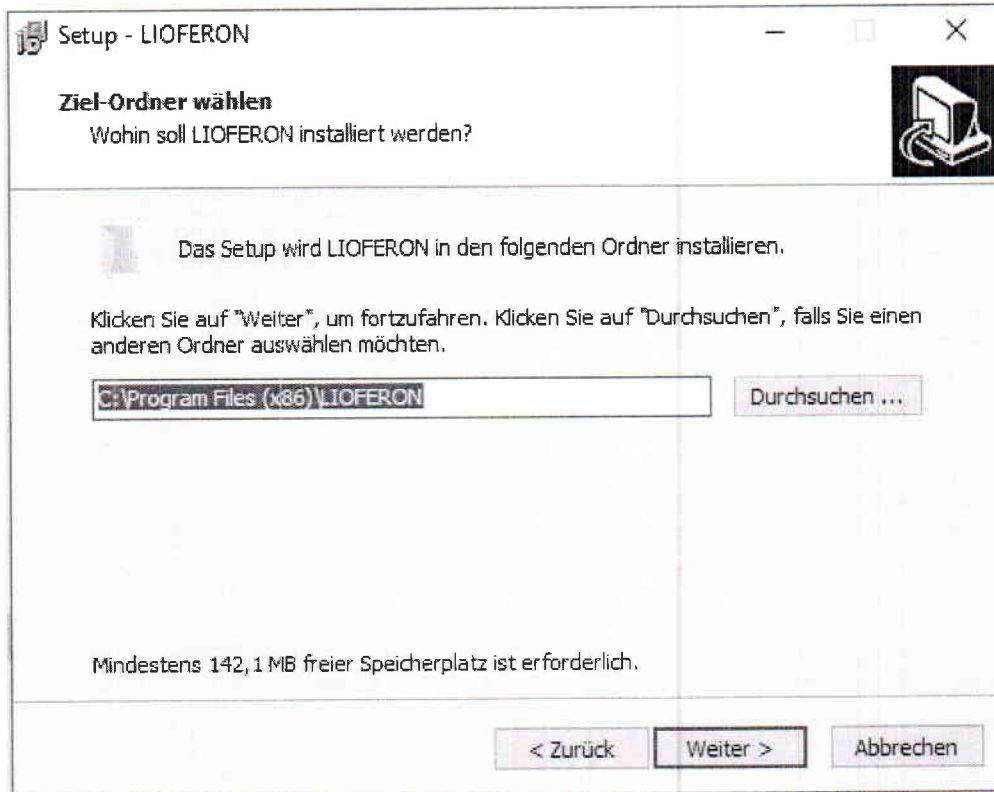 Setup - LIOFERON
Ziel-Ordner wählen
Wohin soll LIOFERON installiert werden?
Das Setup wird LIOFERON in den folgenden Ordner installieren.
Klicken Sie auf "Weiter", um fortzufahren. Klicken Sie auf "Durchsuchen", falls Sie einen
anderen Ordner auswählen möchten.
C:\Program Files (x86)\LIOFERON
Durchsuchen ...
Mindestens 142,1 MB freier Speicherplatz ist erforderlich.
< Zurück
Weiter >
Abbrechen